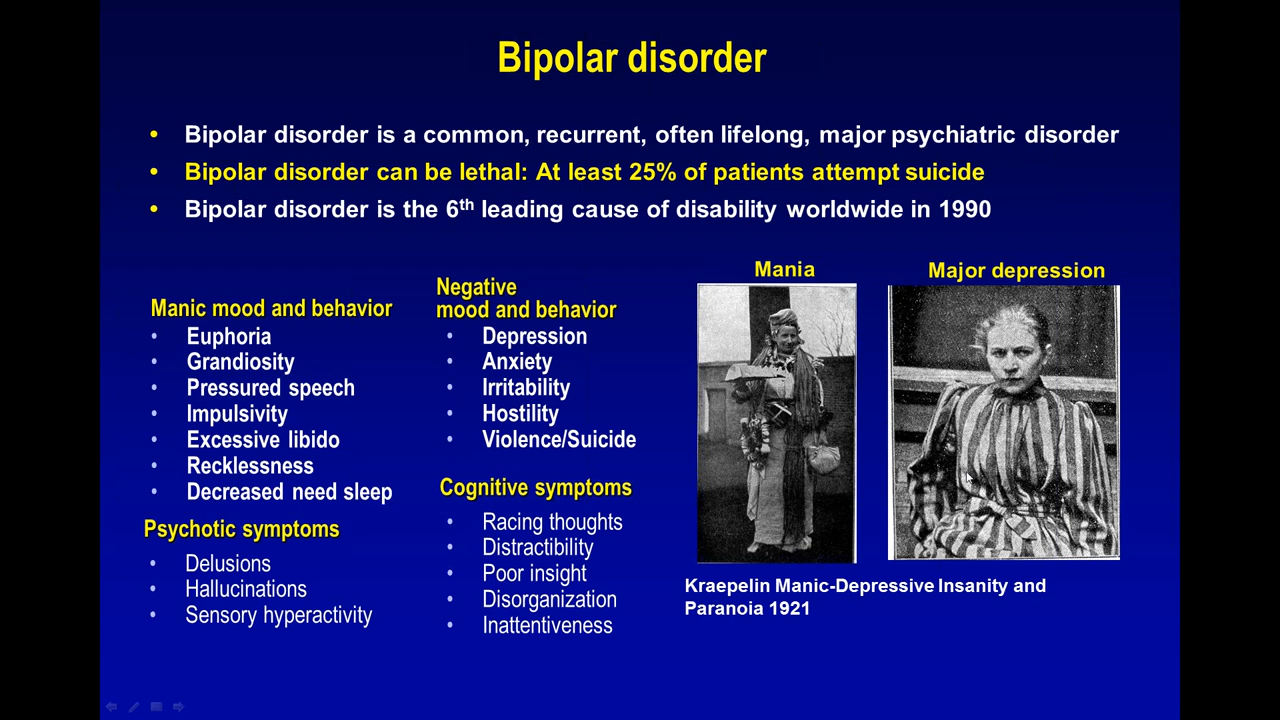 Bipolar disorder
• Bipolar disorder is a common, recurrent, often lifelong, major psychiatric disorder
• Bipolar disorder can be lethal: At least 25% of patients attempt suicide
• Bipolar disorder is the 6th leading cause of disability worldwide in 1990
Manic mood and behavior
• Euphoria
• Grandiosity
• Pressured speech
• Impulsivity
• Excessive libido
• Recklessness
• Decreased need sleep
Psychotic symptoms
• Delusions
• Hallucinations
• Sensory hyperactivity
Negative
mood and behavior
• Depression
• Anxiety
• Irritability
• Hostility
• Violence/Suicide
Cognitive symptoms
• Racing thoughts
• Distractibility
• Poor insight
• Disorganization
• Inattentiveness
Mania
Major depression
Kraepelin Manic-Depressive Insanity and
Paranoia 1921